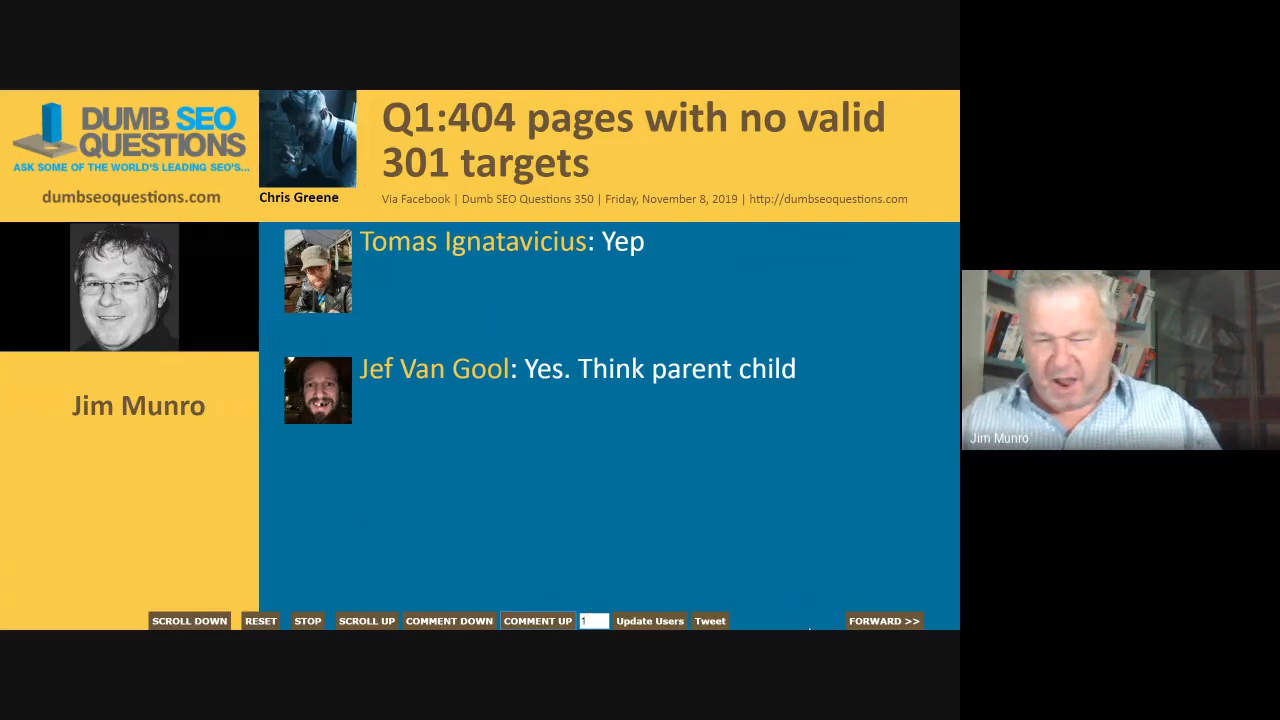 DUMB SEO
QUESTIONS
ASK SOME OF THE WORLD'S LEADING SEO'S...
dumbseoquestions.com
Chris Greene
Q1:404 pages with no valid
301 targets
Via Facebook | Dumb SEO Questions 350 | Friday, November 8, 2019 | http://dumbseoquestions.com
Tomas Ignatavicius: Yep
Jef Van Gool: Yes. Think parent child
Jim Munro
Jim Munro
SCROLL DOWN RESET STOP SCROLL UP COMMENT DOWN COMMENT UP 1 Update Users Tweet FORWARD >>